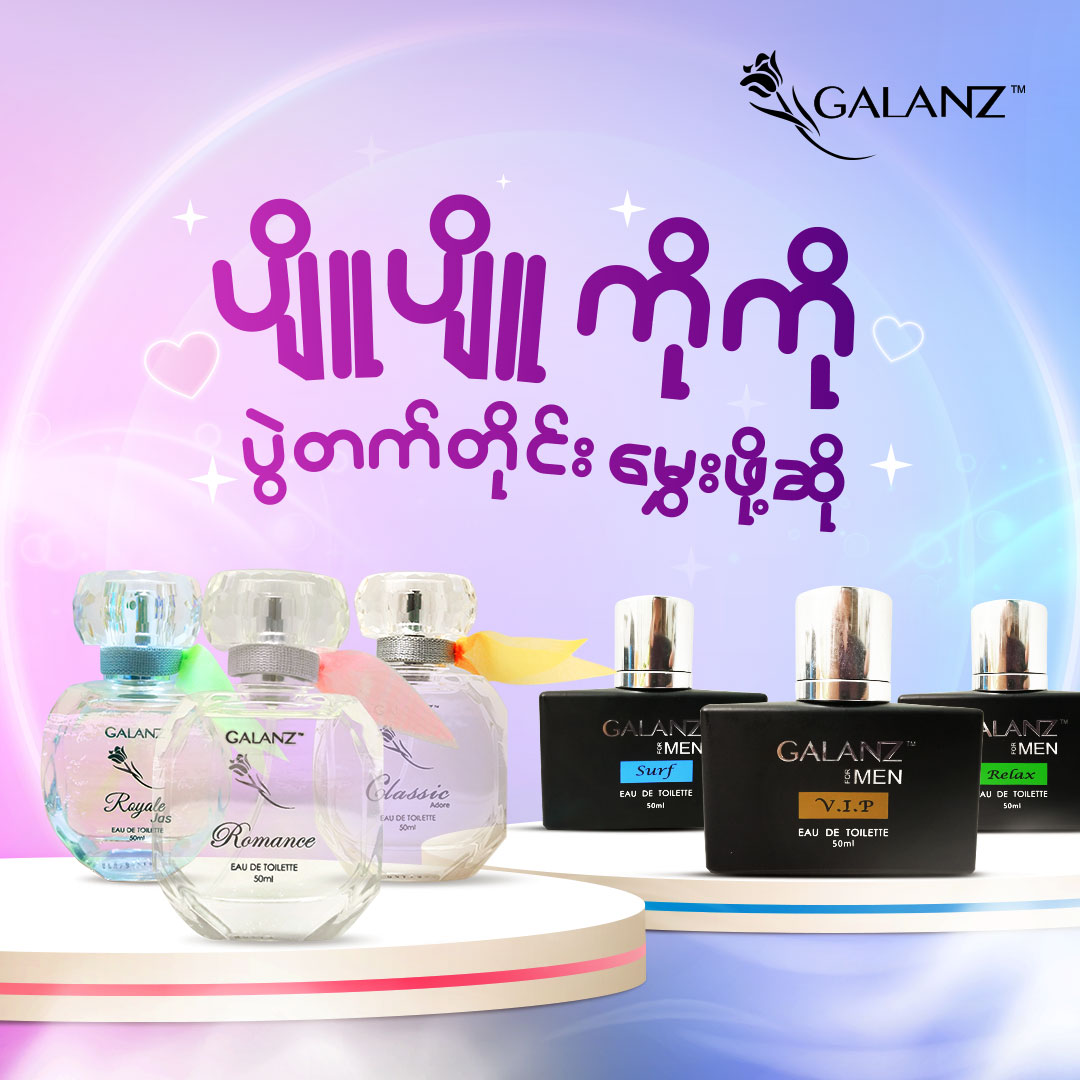 GALANZ™
ပျိုပျို ကိုကို
ပွဲတက်တိုင်း မွှေးဖို့ဆို
GALANZ
Royale
Jas
EAU DE TOILETTE
50ml
GALANZ™
Romance
EAU DE TOILETTE
50ml
Classic
Adore
EAU DE TOILETTE
50ml
GALANZ
FOR MEN
Surf
EAU DE TOILETTE
50ml
GALANZ™
FOR MEN
V.I.P
EAU DE TOILETTE
50ml
ANZ™
FOR MEN
Relax
EAU DE TOILETTE
50ml